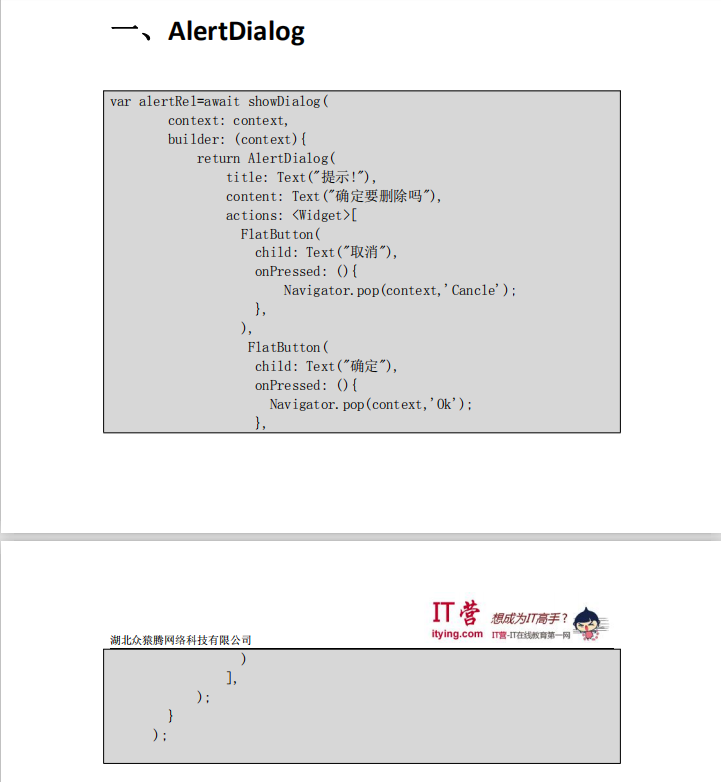 一、AlertDialog
var alertRel=await showDialog(
context: context,
builder: (context){
return AlertDialog(
title: Text("提示!"),
content: Text("确定要删除吗"),
actions: <Widget>[
FlatButton(
child: Text("取消"),
onPressed: (){
Navigator.pop(context,'Cancle');
},
),
FlatButton(
child: Text("确定"),
onPressed: (){
Navigator.pop(context,'Ok');
},
湖北众猿腾网络科技有限公司
IT营
itying.com
想成为IT高手?
IT营-IT在线教育第一网
)
],
);
}
);